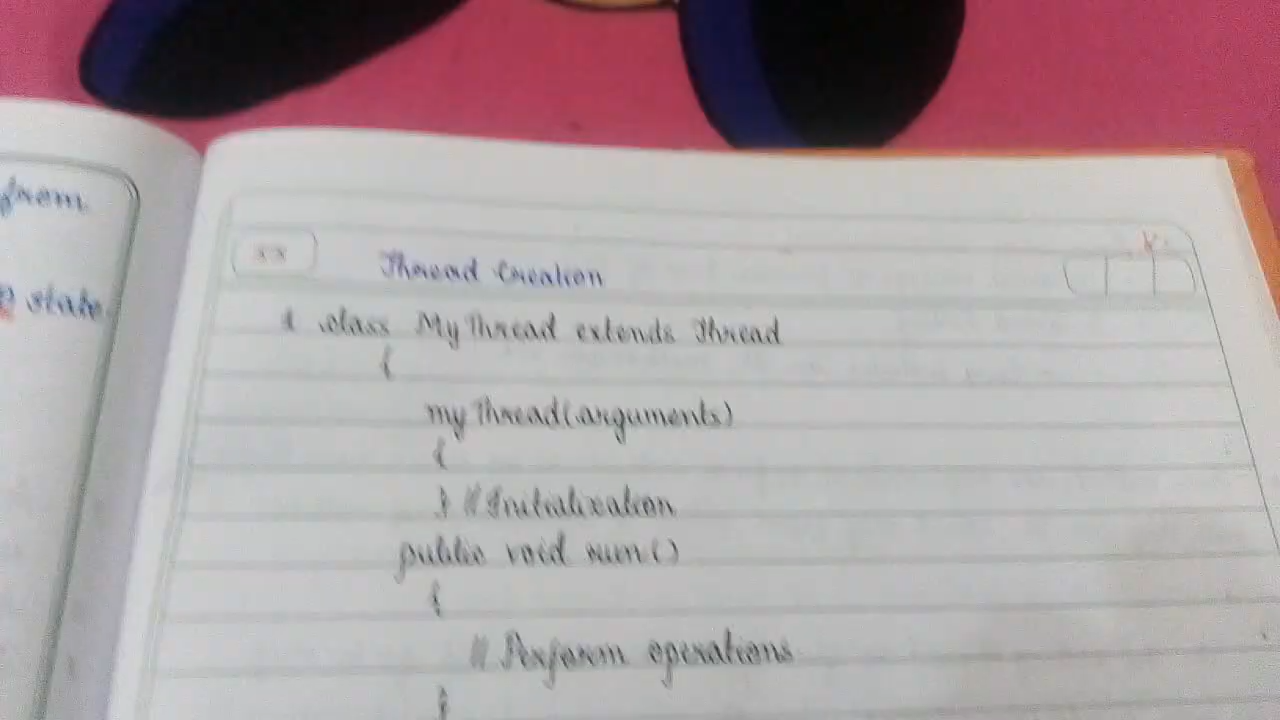 from
state
Thread Creation
1 class MyThread extends Thread
{
myThread(arguments)
{
} // Initialization
public void run()
{
// Perform operations
}